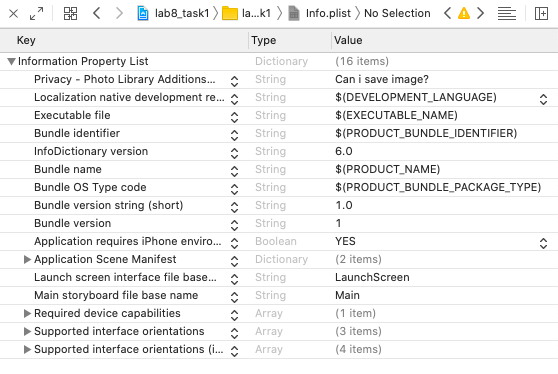 lab8_task1 la...k1 Info.plist No Selection
Key Type Value
Information Property List Dictionary (16 items)
Privacy - Photo Library Additions... String Can i save image?
Localization native development re... String $(DEVELOPMENT_LANGUAGE)
Executable file String $(EXECUTABLE_NAME)
Bundle identifier String $(PRODUCT_BUNDLE_IDENTIFIER)
InfoDictionary version String 6.0
Bundle name String $(PRODUCT_NAME)
Bundle OS Type code String $(PRODUCT_BUNDLE_PACKAGE_TYPE)
Bundle version string (short) String 1.0
Bundle version String 1
Application requires iPhone enviro... Boolean YES
Application Scene Manifest Dictionary (2 items)
Launch screen interface file base... String LaunchScreen
Main storyboard file base name String Main
Required device capabilities Array (1 item)
Supported interface orientations Array (3 items)
Supported interface orientations (i... Array (4 items)